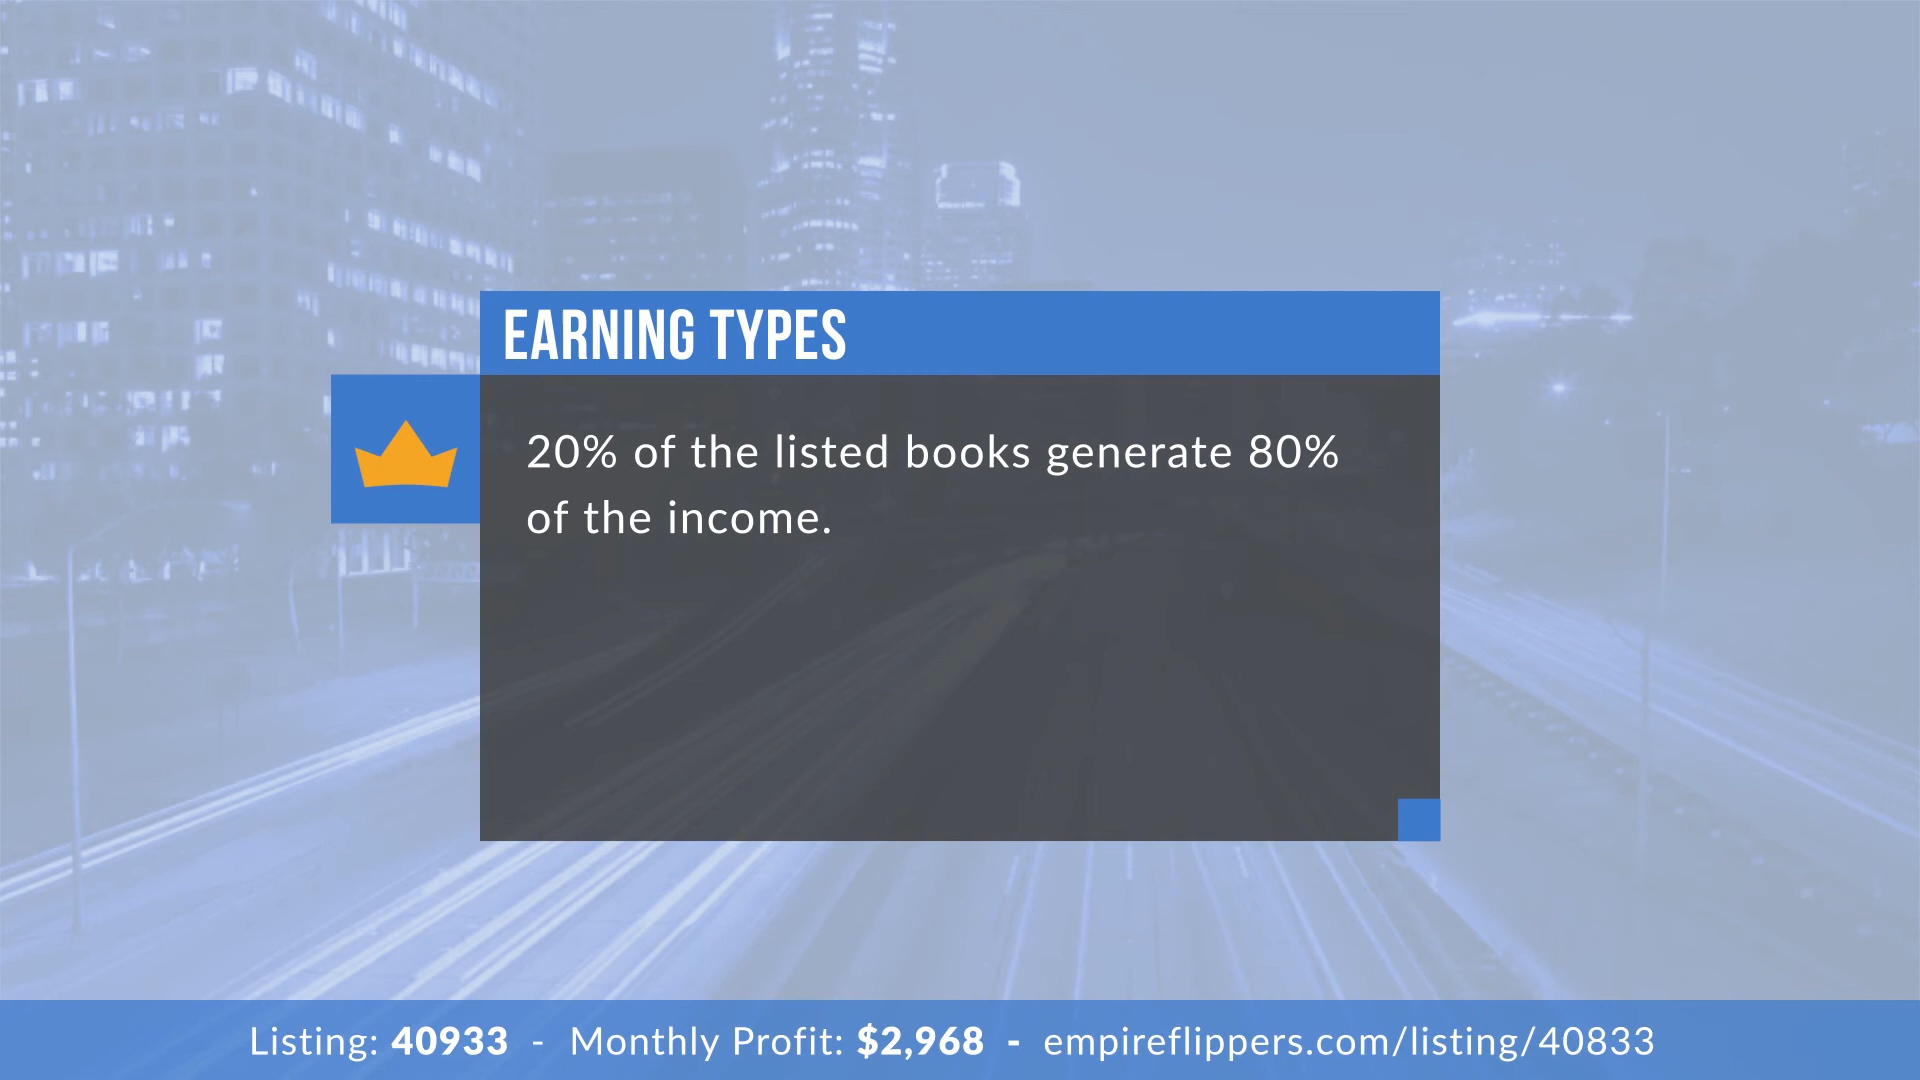 EARNING TYPES
20% of the listed books generate 80%
of the income.
Listing: 40933 - Monthly Profit: $2,968 - empireflippers.com/listing/40833